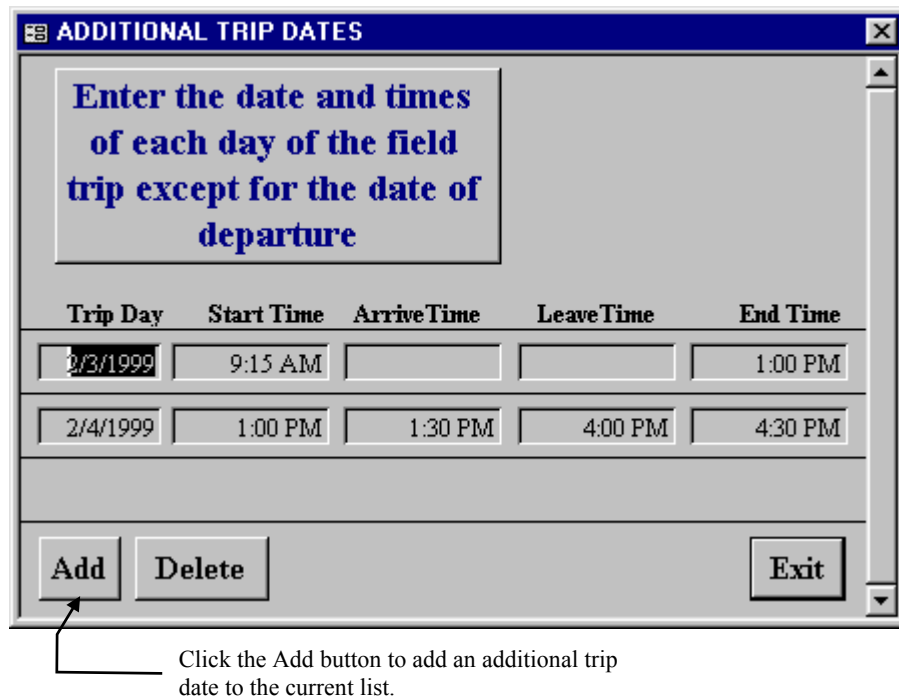 ADDITIONAL TRIP DATES
Enter the date and times
of each day of the field
trip except for the date of
departure
Trip Day Start Time ArriveTime LeaveTime End Time
2/3/1999 9:15 AM 1:00 PM
2/4/1999 1:00 PM 1:30 PM 4:00 PM 4:30 PM
Add Delete Exit
Click the Add button to add an additional trip
date to the current list.